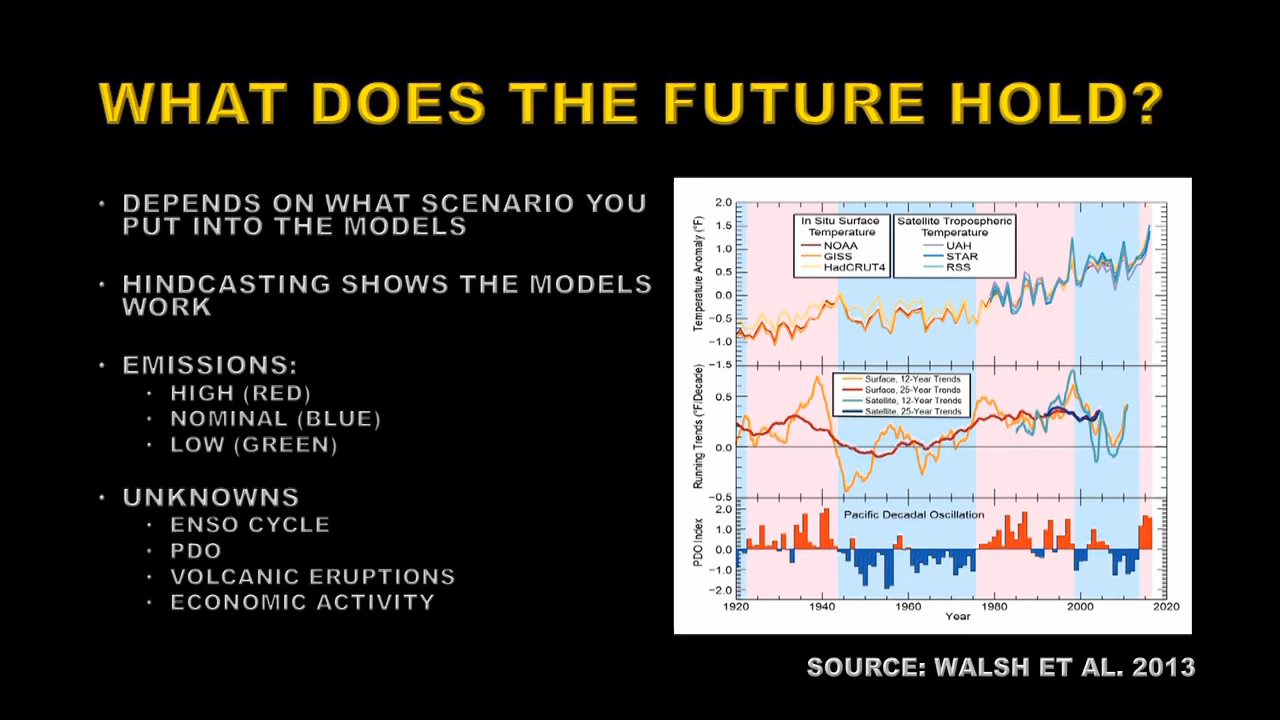 WHAT DOES THE FUTURE HOLD?
• DEPENDS ON WHAT SCENARIO YOU
PUT INTO THE MODELS
• HINDCASTING SHOWS THE MODELS
WORK
• EMISSIONS:
• HIGH (RED)
• NOMINAL (BLUE)
• LOW (GREEN)
• UNKNOWNS
• ENSO CYCLE
• PDO
• VOLCANIC ERUPTIONS
• ECONOMIC ACTIVITY
Temperature Anomaly (°F)
2.0
1.5
1.0
0.5
0.0
−0.5
−1.0
−1.5
In Situ Surface
Temperature
NOAA
GISS
HadCRUT4
Satellite Tropospheric
Temperature
UAH
STAR
RSS
Running Trends (°F/Decade)
0.5
0.0
−0.5
Surface, 12-Year Trends
Surface, 25-Year Trends
Satellite, 12-Year Trends
Satellite, 25-Year Trends
PDO Index
2.0
1.0
0.0
−1.0
−2.0
Pacific Decadal Oscillation
1920 1940 1960 1980 2000 2020
Year
SOURCE: WALSH ET AL. 2013